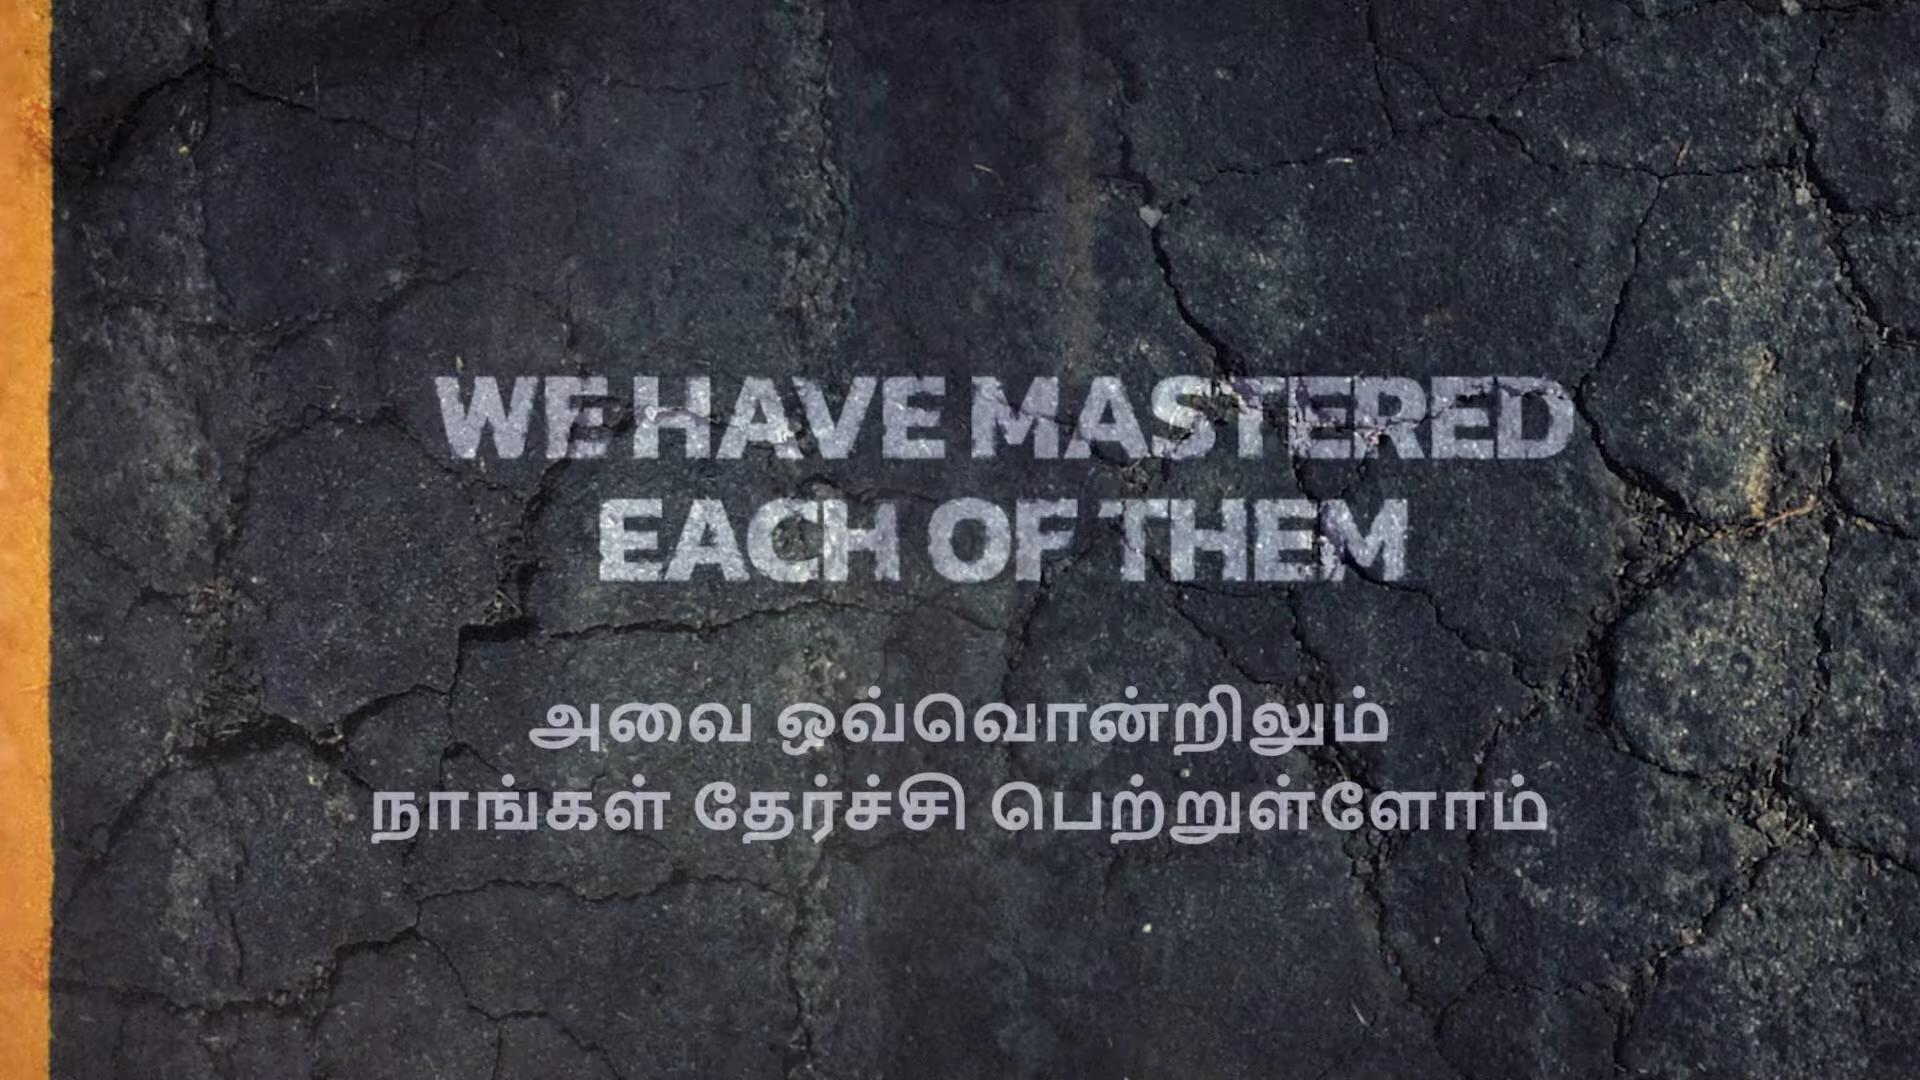 WE HAVE MASTERED
EACH OF THEM
அவை ஒவ்வொன்றிலும்
நாங்கள் தேர்ச்சி பெற்றுள்ளோம்